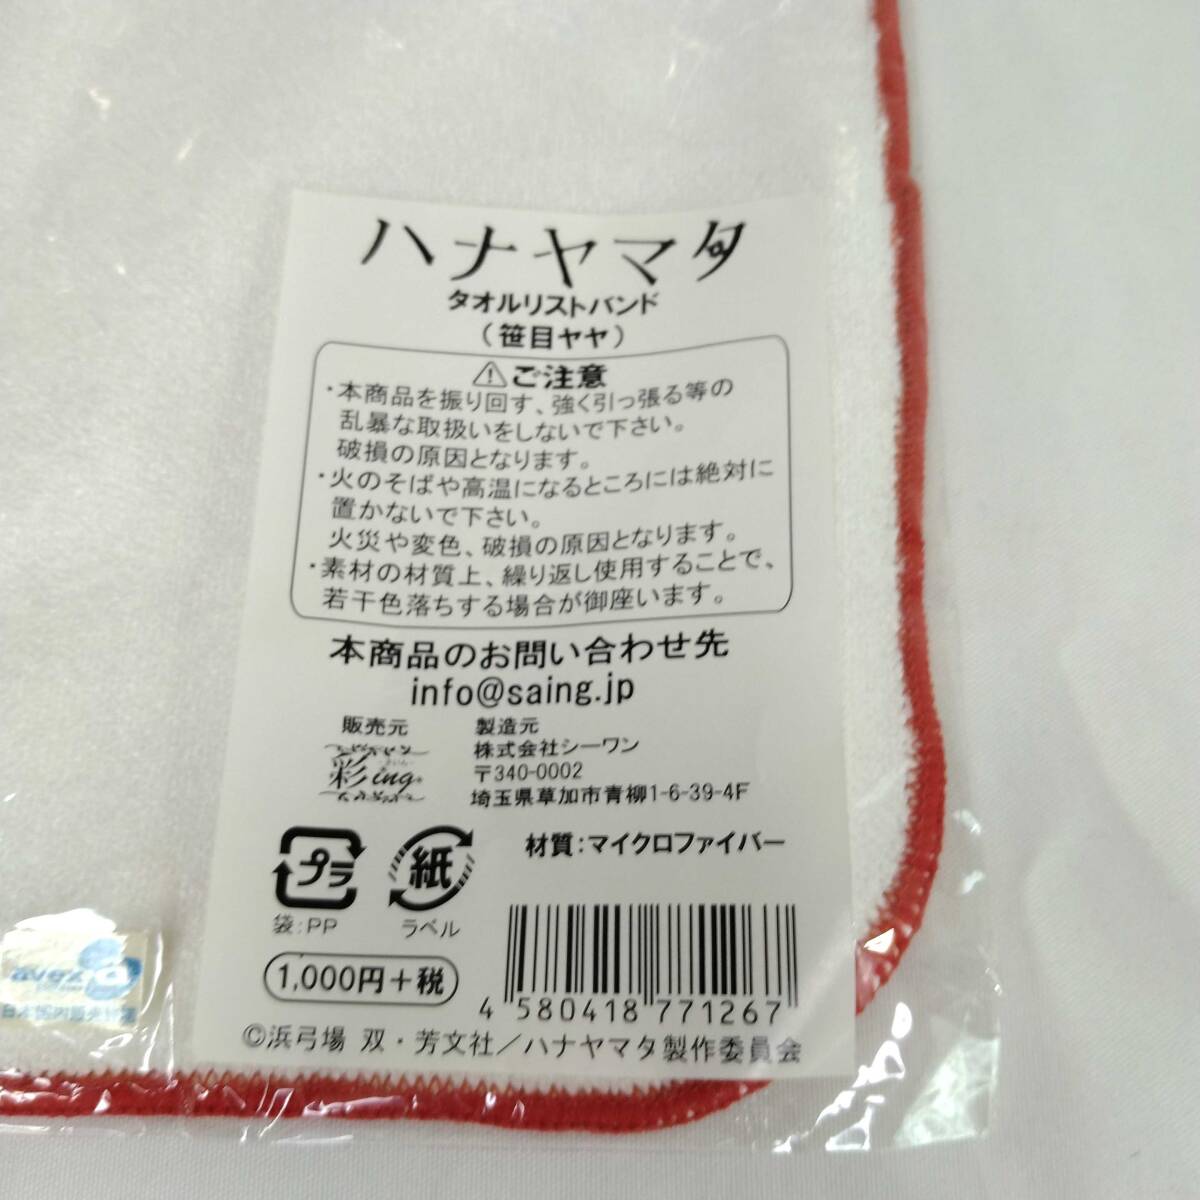 ハナヤマタ
タオルリストバンド
(笹目ヤヤ)
⚠ご注意
・本商品を振り回す、強く引っ張る等の
乱暴な取扱いをしないで下さい。
破損の原因となります。
・火のそばや高温になるところには絶対に
置かないで下さい。
火災や変色、破損の原因となります。
・素材の材質上、繰り返し使用することで、
若干色落ちする場合が御座います。
本商品のお問い合わせ先
info@saing.jp
販売元
彩ing
製造元
株式会社シーワン
〒340-0002
埼玉県草加市青柳1-6-39-4F
プラ
袋:PP
紙
ラベル
材質:マイクロファイバー
1,000円+税
4 580418 771267
©浜弓場 双・芳文社/ハナヤマタ製作委員会
avex